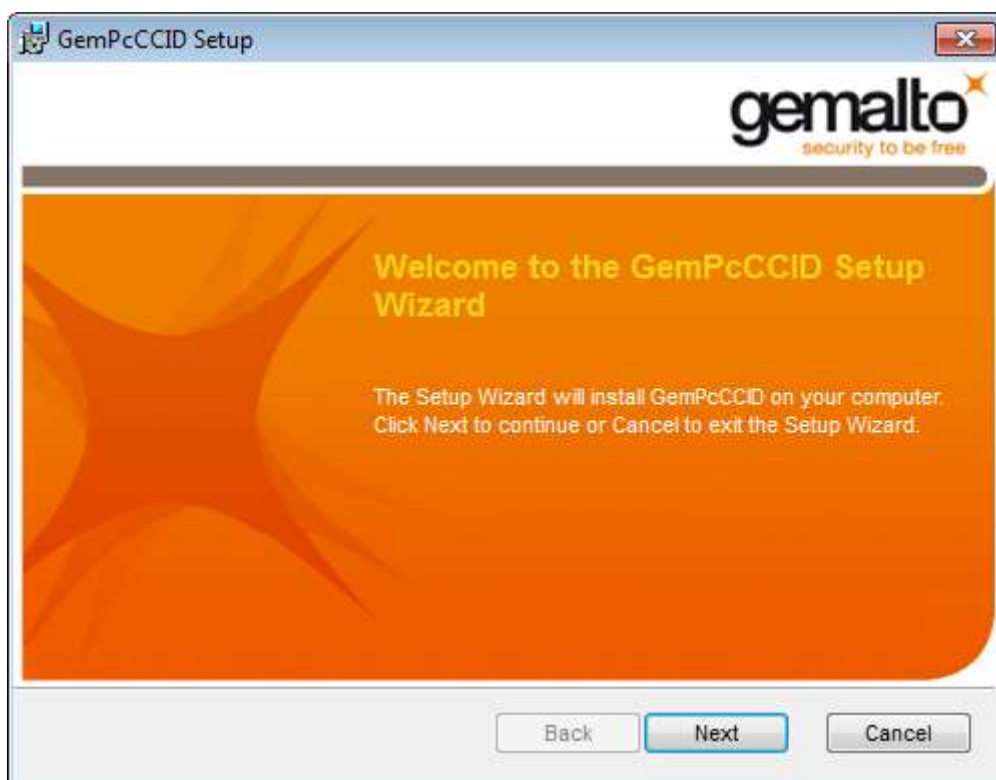 GemPcCCID Setup
gemalto
security to be free
Welcome to the GemPcCCID Setup
Wizard
The Setup Wizard will install GemPcCCID on your computer.
Click Next to continue or Cancel to exit the Setup Wizard.
Back
Next
Cancel